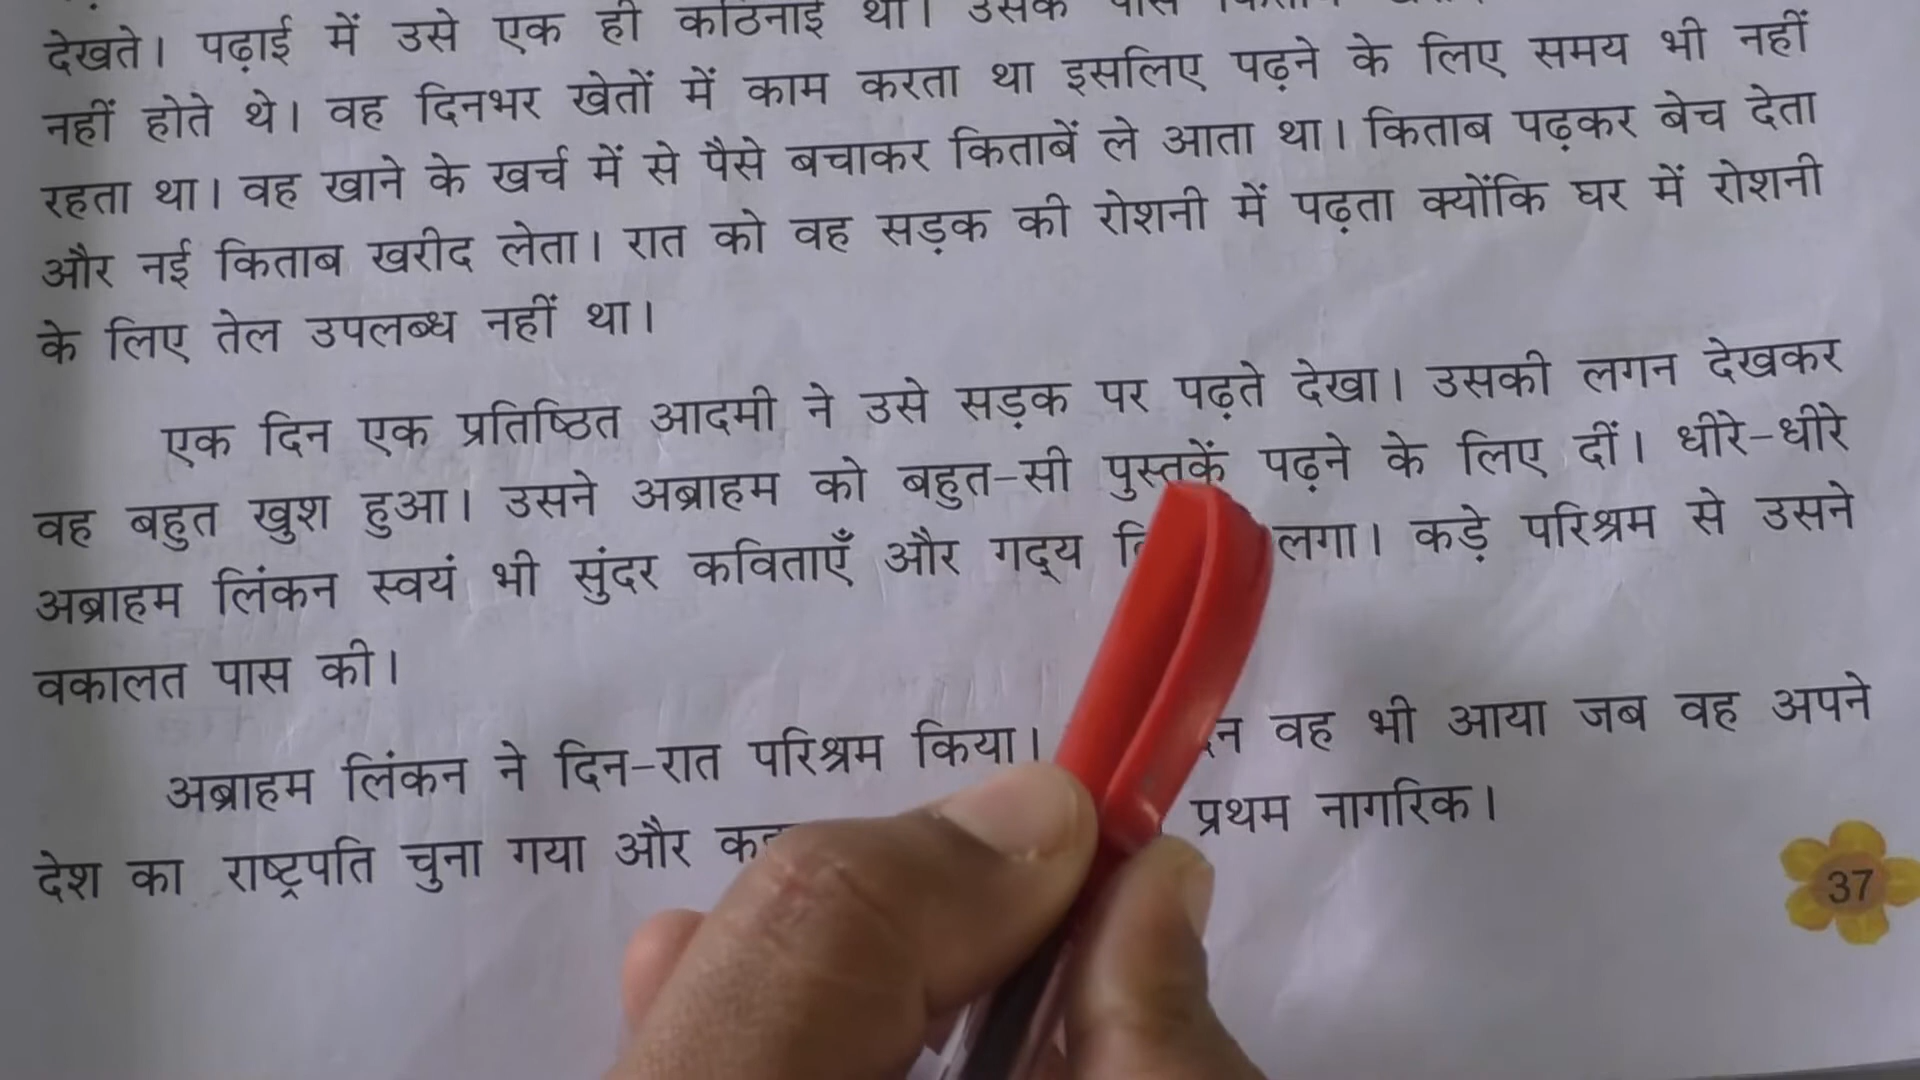 देखते। पढ़ाई में उसे एक ही कठिनाई थी। उसके पास
नहीं होते थे। वह दिनभर खेतों में काम करता था इसलिए पढ़ने के लिए समय भी नहीं
रहता था। वह खाने के खर्च में से पैसे बचाकर किताबें ले आता था। किताब पढ़कर बेच देता
और नई किताब खरीद लेता। रात को वह सड़क की रोशनी में पढ़ता क्योंकि घर में रोशनी
के लिए तेल उपलब्ध नहीं था।
एक दिन एक प्रतिष्ठित आदमी ने उसे सड़क पर पढ़ते देखा। उसकी लगन देखकर
वह बहुत खुश हुआ। उसने अब्राहम को बहुत-सी पुस्तकें पढ़ने के लिए दीं। धीरे-धीरे
अब्राहम लिंकन स्वयं भी सुंदर कविताएँ और गद्‌य लगा। कड़े परिश्रम से उसने
वकालत पास की।
अब्राहम लिंकन ने दिन-रात परिश्रम किया। वह भी आया जब वह अपने
देश का राष्ट्रपति चुना गया और प्रथम नागरिक।
37